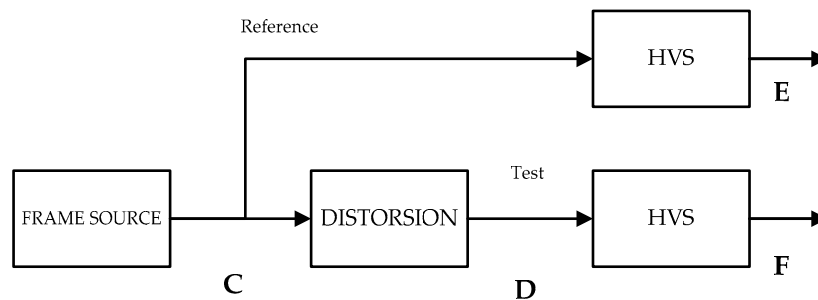 Reference
HVS
E
Test
FRAME SOURCE
DISTORSION
HVS
C
D
F